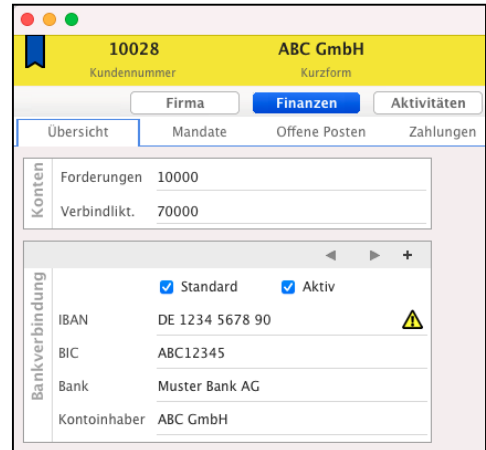 10028 ABC GmbH
Kundennummer Kurzform
Firma Finanzen Aktivitäten
Übersicht Mandate Offene Posten Zahlungen
Konten
Forderungen 10000
Verbindlikt. 70000
Bankverbindung
Standard Aktiv
IBAN DE 1234 5678 90
BIC ABC12345
Bank Muster Bank AG
Kontoinhaber ABC GmbH